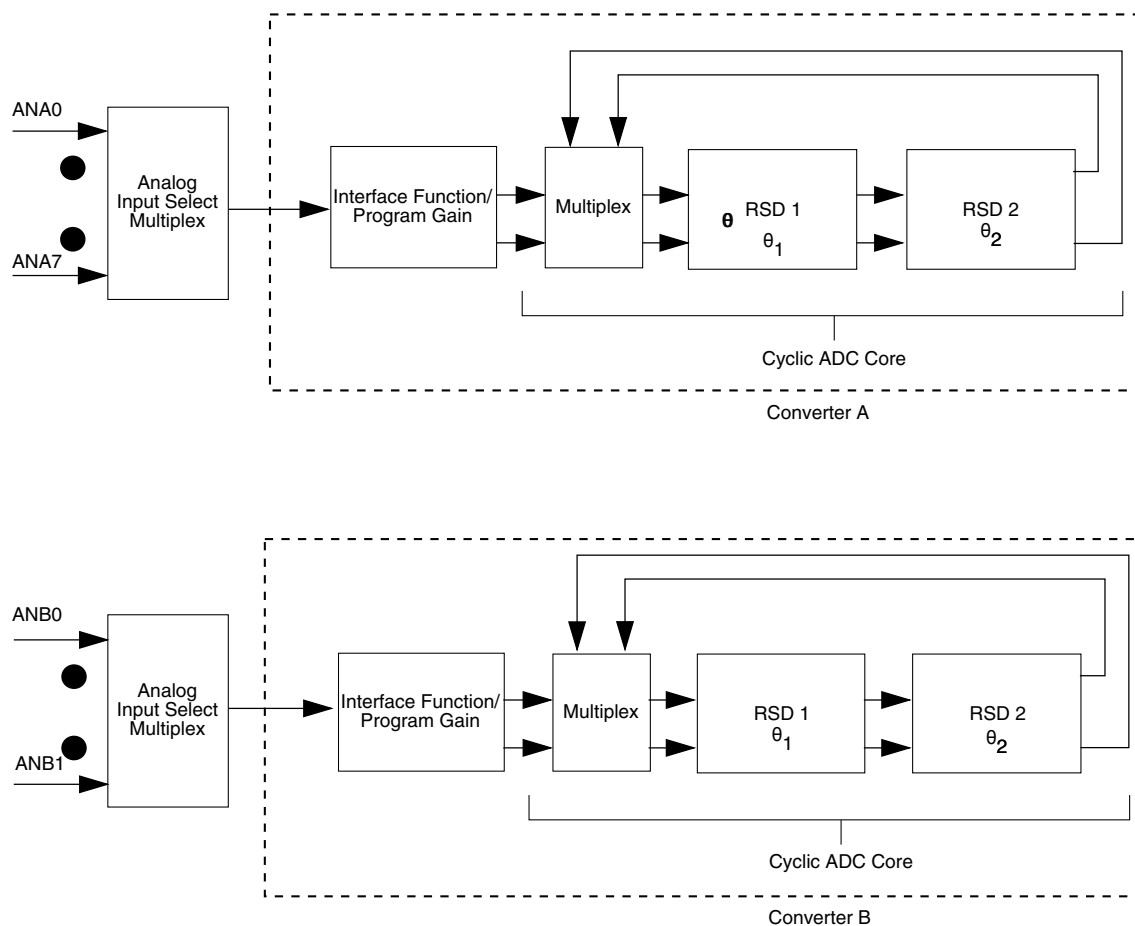 ANA0
Analog
Input Select
Multiplex
ANA7
Interface Function/
Program Gain
Multiplex
RSD 1
θ
θ1
RSD 2
θ2
Cyclic ADC Core
Converter A
ANB0
Analog
Input Select
Multiplex
ANB1
Interface Function/
Program Gain
Multiplex
RSD 1
θ1
RSD 2
θ2
Cyclic ADC Core
Converter B